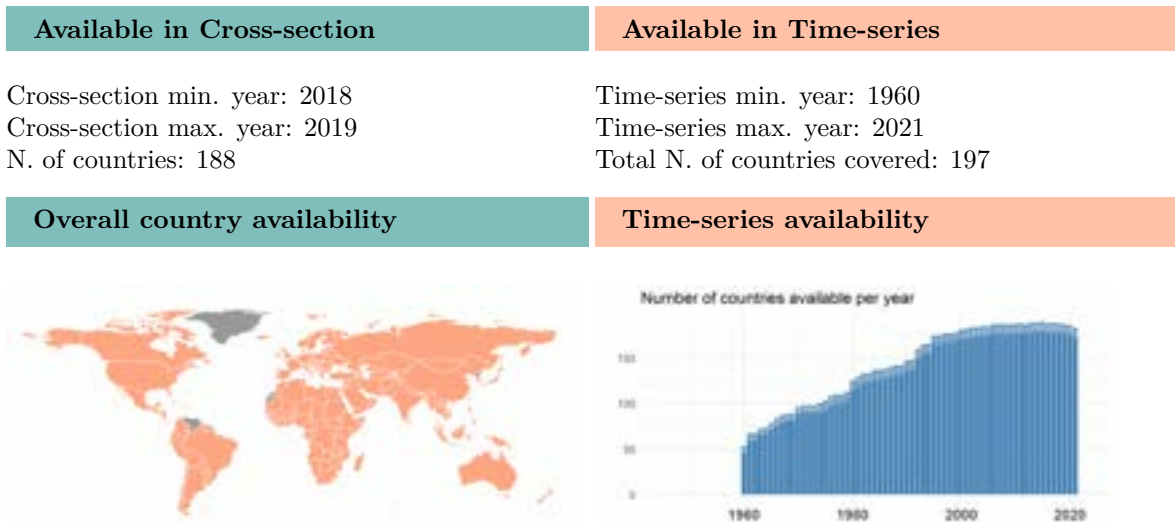 Available in Cross-section
Cross-section min. year: 2018
Cross-section max. year: 2019
N. of countries: 188
Available in Time-series
Time-series min. year: 1960
Time-series max. year: 2021
Total N. of countries covered: 197
Overall country availability
Time-series availability
Number of countries available per year
150
100
50
0
1960 1980 2000 2020